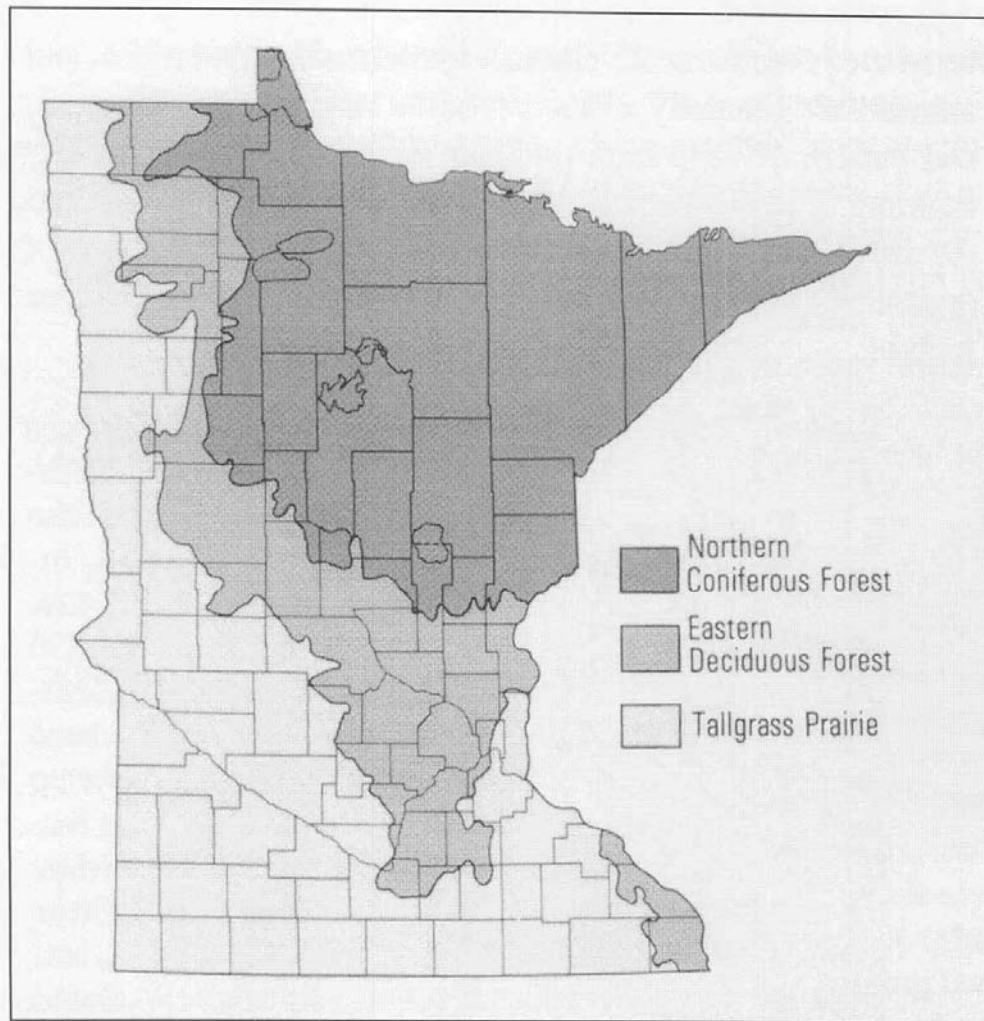 Northern
Coniferous Forest
Eastern
Deciduous Forest
Tallgrass Prairie